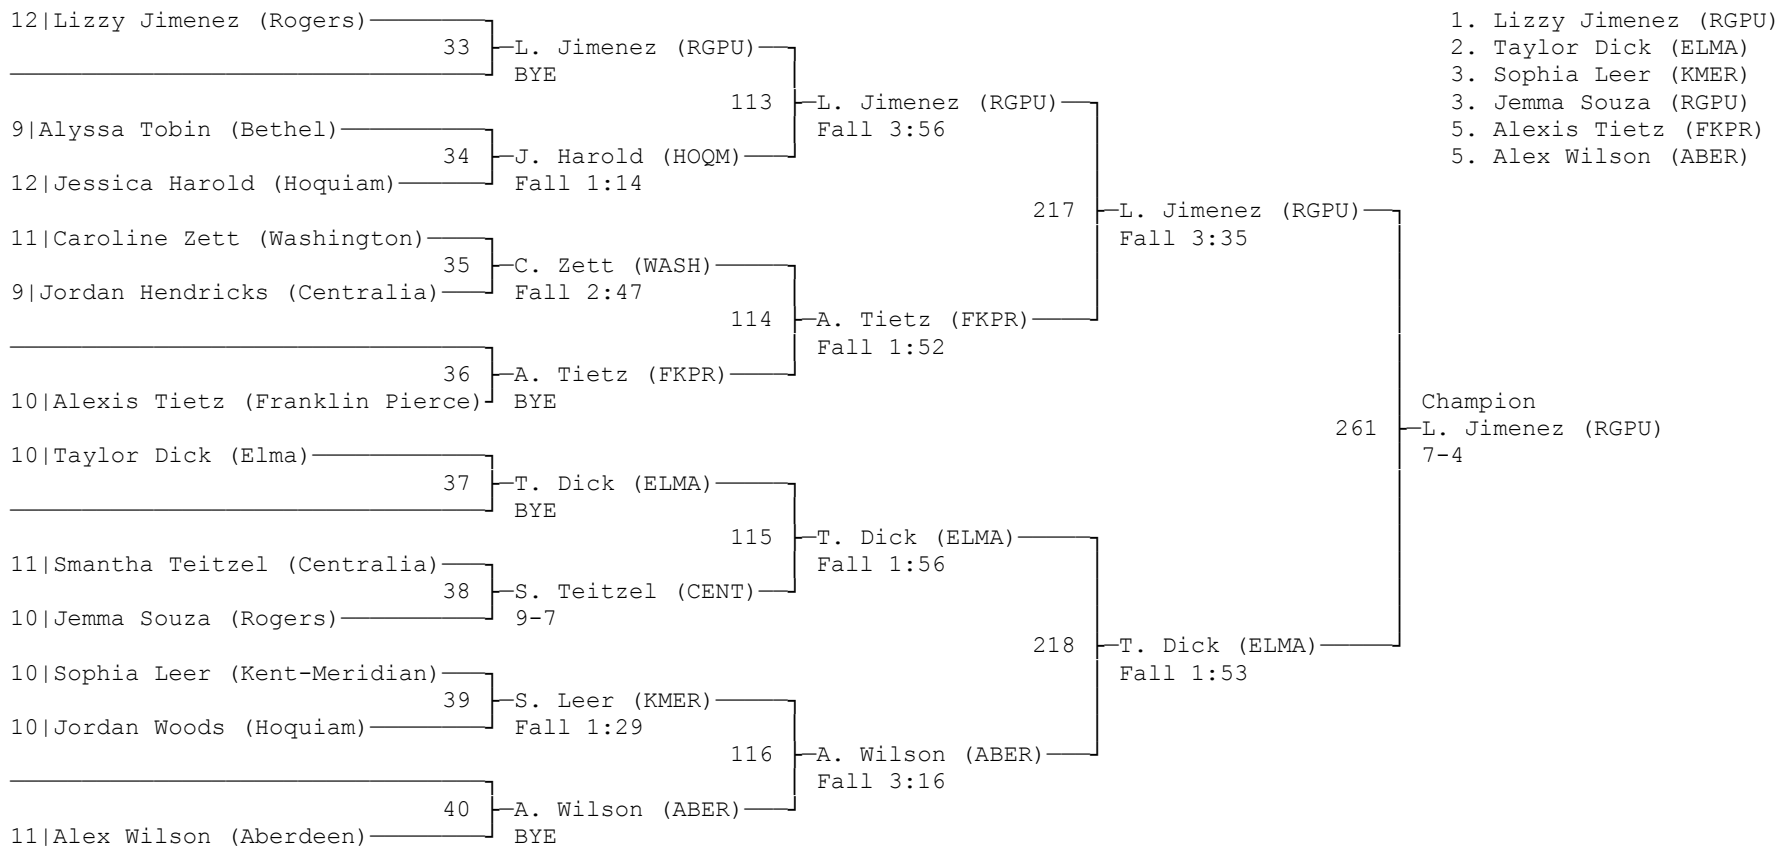 12|Lizzy Jimenez (Rogers)
33
L. Jimenez (RGPU)
BYE
113
L. Jimenez (RGPU)
Fall 3:56
9|Alyssa Tobin (Bethel)
34
J. Harold (HOQM)
12|Jessica Harold (Hoquiam)
Fall 1:14
217
L. Jimenez (RGPU)
Fall 3:35
11|Caroline Zett (Washington)
35
C. Zett (WASH)
9|Jordan Hendricks (Centralia)
Fall 2:47
114
A. Tietz (FKPR)
Fall 1:52
36
A. Tietz (FKPR)
10|Alexis Tietz (Franklin Pierce)
BYE
Champion
261
L. Jimenez (RGPU)
7-4
10|Taylor Dick (Elma)
37
T. Dick (ELMA)
BYE
115
T. Dick (ELMA)
Fall 1:56
11|Smantha Teitzel (Centralia)
38
S. Teitzel (CENT)
10|Jemma Souza (Rogers)
9-7
218
T. Dick (ELMA)
Fall 1:53
10|Sophia Leer (Kent-Meridian)
39
S. Leer (KMER)
10|Jordan Woods (Hoquiam)
Fall 1:29
116
A. Wilson (ABER)
Fall 3:16
40
A. Wilson (ABER)
11|Alex Wilson (Aberdeen)
BYE
1. Lizzy Jimenez (RGPU)
2. Taylor Dick (ELMA)
3. Sophia Leer (KMER)
3. Jemma Souza (RGPU)
5. Alexis Tietz (FKPR)
5. Alex Wilson (ABER)